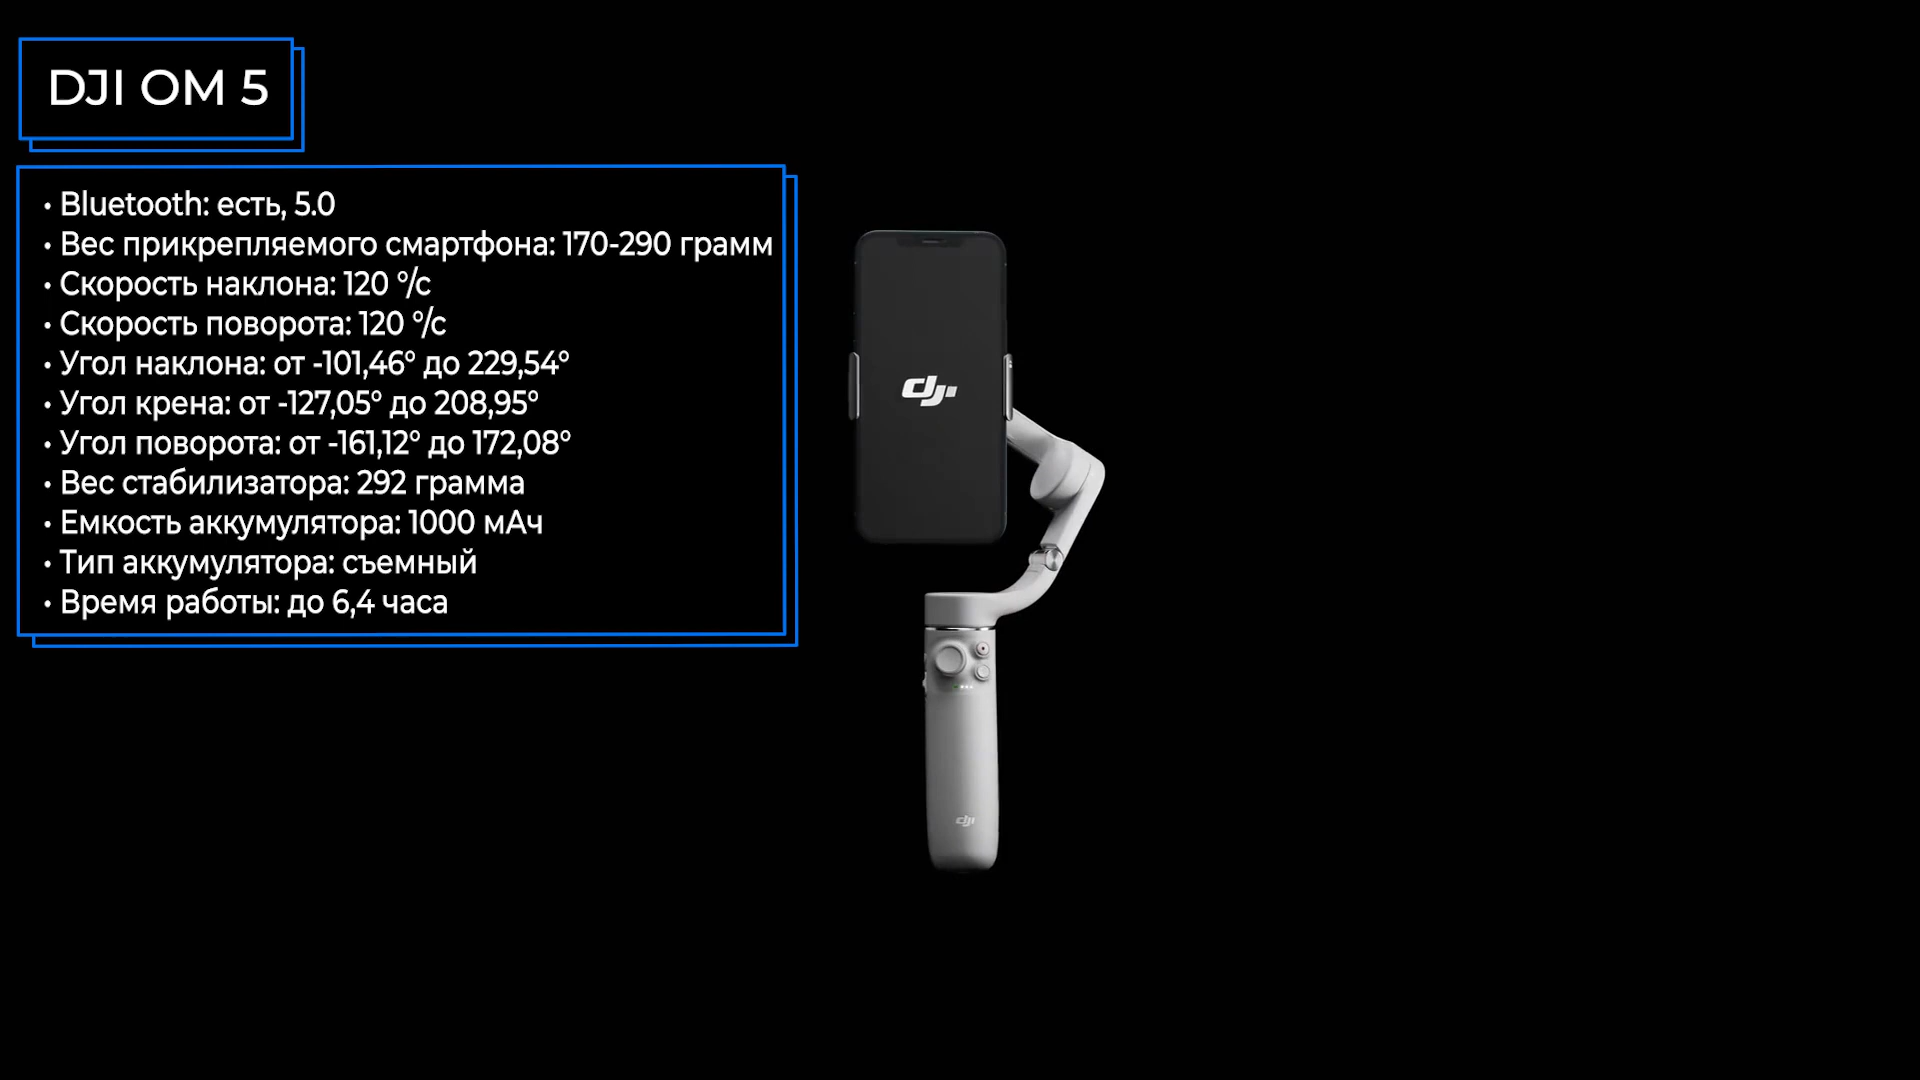 DJI OM 5
• Bluetooth: есть, 5.0
• Вес прикрепляемого смартфона: 170-290 грамм
• Скорость наклона: 120 °/с
• Скорость поворота: 120 °/с
• Угол наклона: от -101,46° до 229,54°
• Угол крена: от -127,05° до 208,95°
• Угол поворота: от -161,12° до 172,08°
• Вес стабилизатора: 292 грамма
• Емкость аккумулятора: 1000 мАч
• Тип аккумулятора: съемный
• Время работы: до 6,4 часа
dji
dji